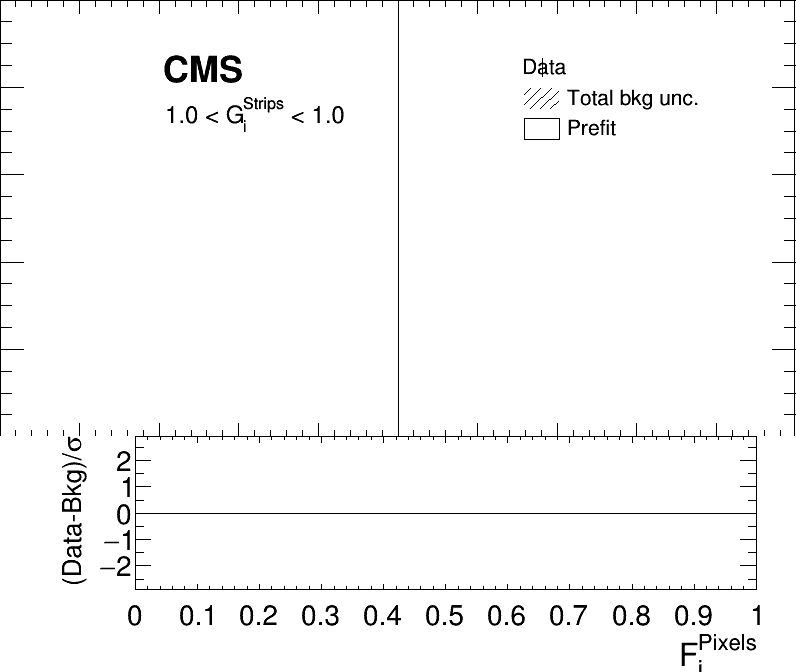 CMS
1.0 < G_i^Strips < 1.0
Data
Total bkg unc.
Prefit
(Data-Bkg)/σ
2
1
0
−1
−2
0 0.1 0.2 0.3 0.4 0.5 0.6 0.7 0.8 0.9 1
F_i^Pixels